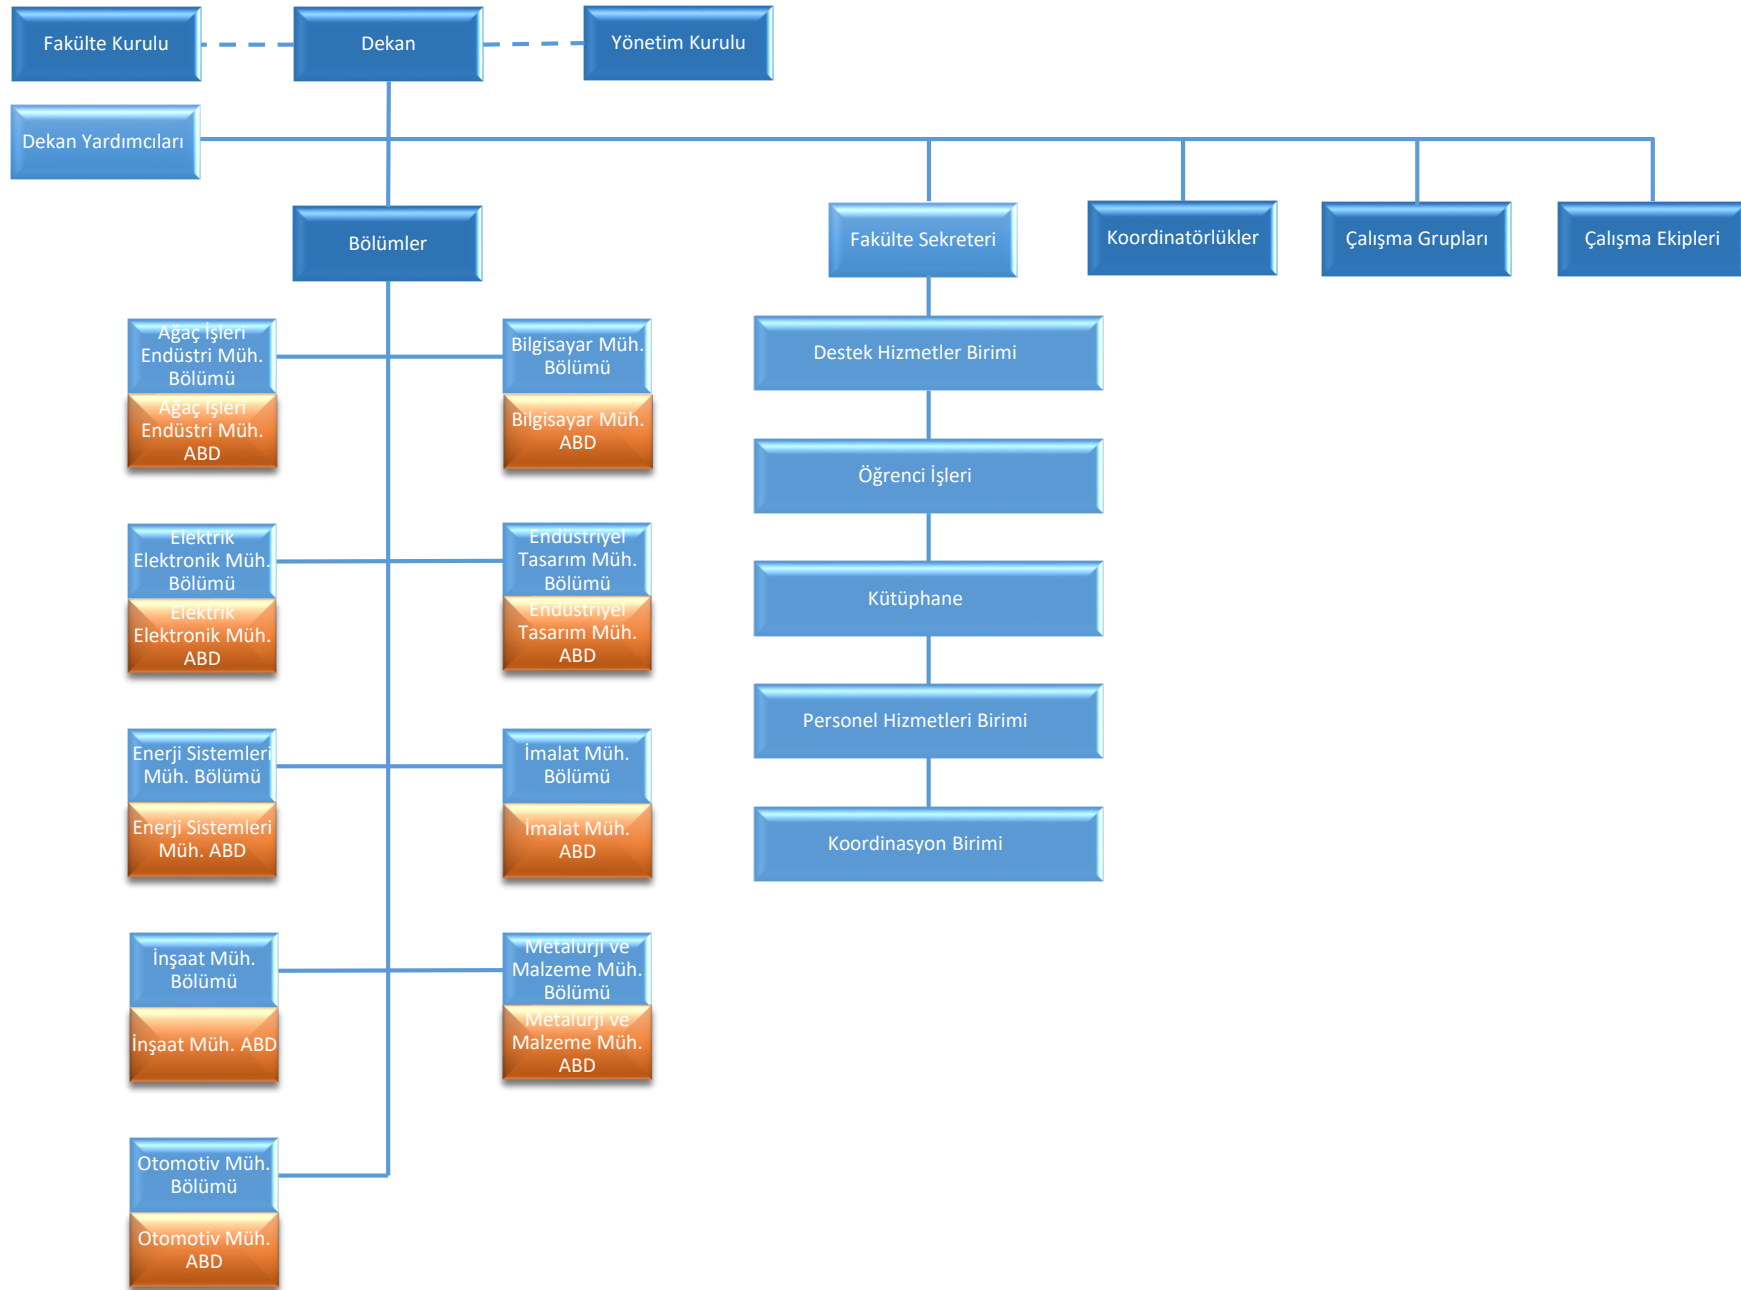 Fakülte Kurulu
Dekan
Yönetim Kurulu
Dekan Yardımcıları
Bölümler
Fakülte Sekreteri
Koordinatörlükler
Çalışma Grupları
Çalışma Ekipleri
Ağaç İşleri
Endüstri Müh.
Bölümü
Ağaç İşleri
Endüstri Müh.
ABD
Bilgisayar Müh.
Bölümü
Bilgisayar Müh.
ABD
Elektrik
Elektronik Müh.
Bölümü
Elektrik
Elektronik Müh.
ABD
Endüstriyel
Tasarım Müh.
Bölümü
Endüstriyel
Tasarım Müh.
ABD
Enerji Sistemleri
Müh. Bölümü
Enerji Sistemleri
Müh. ABD
İmalat Müh.
Bölümü
İmalat Müh.
ABD
İnşaat Müh.
Bölümü
İnşaat Müh. ABD
Metalurji ve
Malzeme Müh.
Bölümü
Metalurji ve
Malzeme Müh.
ABD
Otomotiv Müh.
Bölümü
Otomotiv Müh.
ABD
Destek Hizmetler Birimi
Öğrenci İşleri
Kütüphane
Personel Hizmetleri Birimi
Koordinasyon Birimi